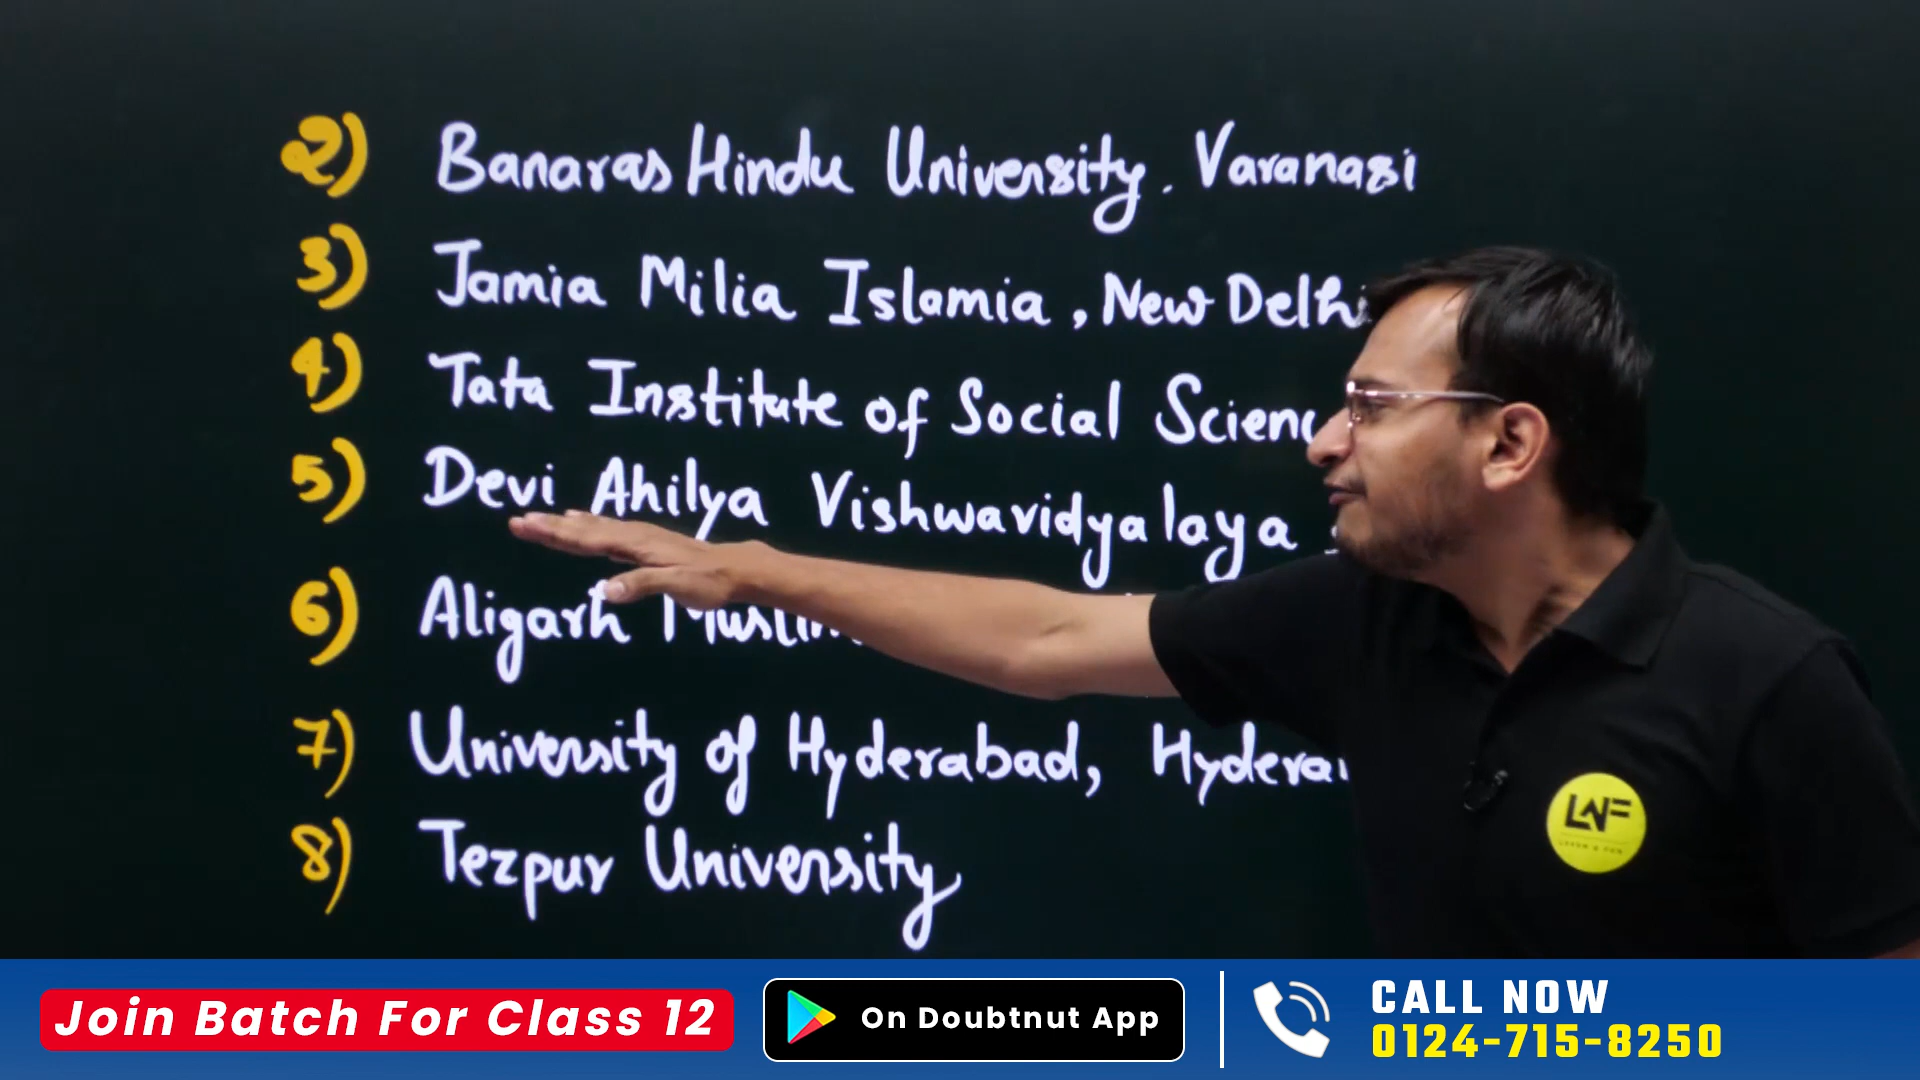 2) Banaras Hindu University. Varanasi
3) Jamia Milia Islamia, New Delhi
4) Tata Institute of Social
5) Devi Ahilya Vishwavidyalaya
6) Aligarh Muslim
7) University of Hyderabad,
8) Tezpur University
LNF
Join Batch For Class 12
On Doubtnut App
CALL NOW
0124-715-8250